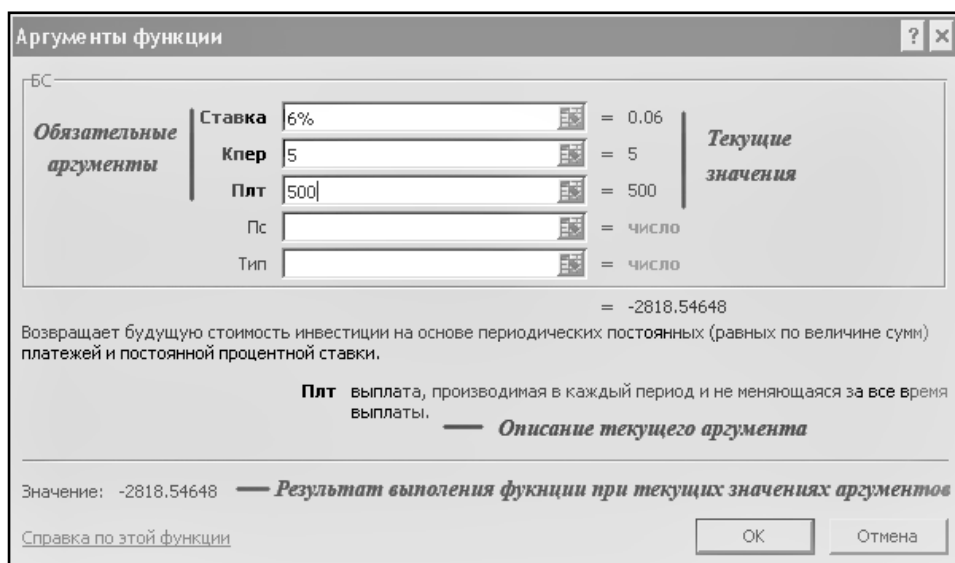 Аргументы функции
БС
Обязательные
аргументы
Ставка 6% = 0.06
Кпер 5 = 5
Плт 500 = 500
Текущие
значения
Пс = число
Тип = число
= -2818.54648
Возвращает будущую стоимость инвестиции на основе периодических постоянных (равных по величине сумм)
платежей и постоянной процентной ставки.
Плт выплата, производимая в каждый период и не меняющаяся за все время
выплаты.
Описание текущего аргумента
Значение: -2818.54648 Результат выполения фукнции при текущих значениях аргументов
Справка по этой функции
ОК
Отмена